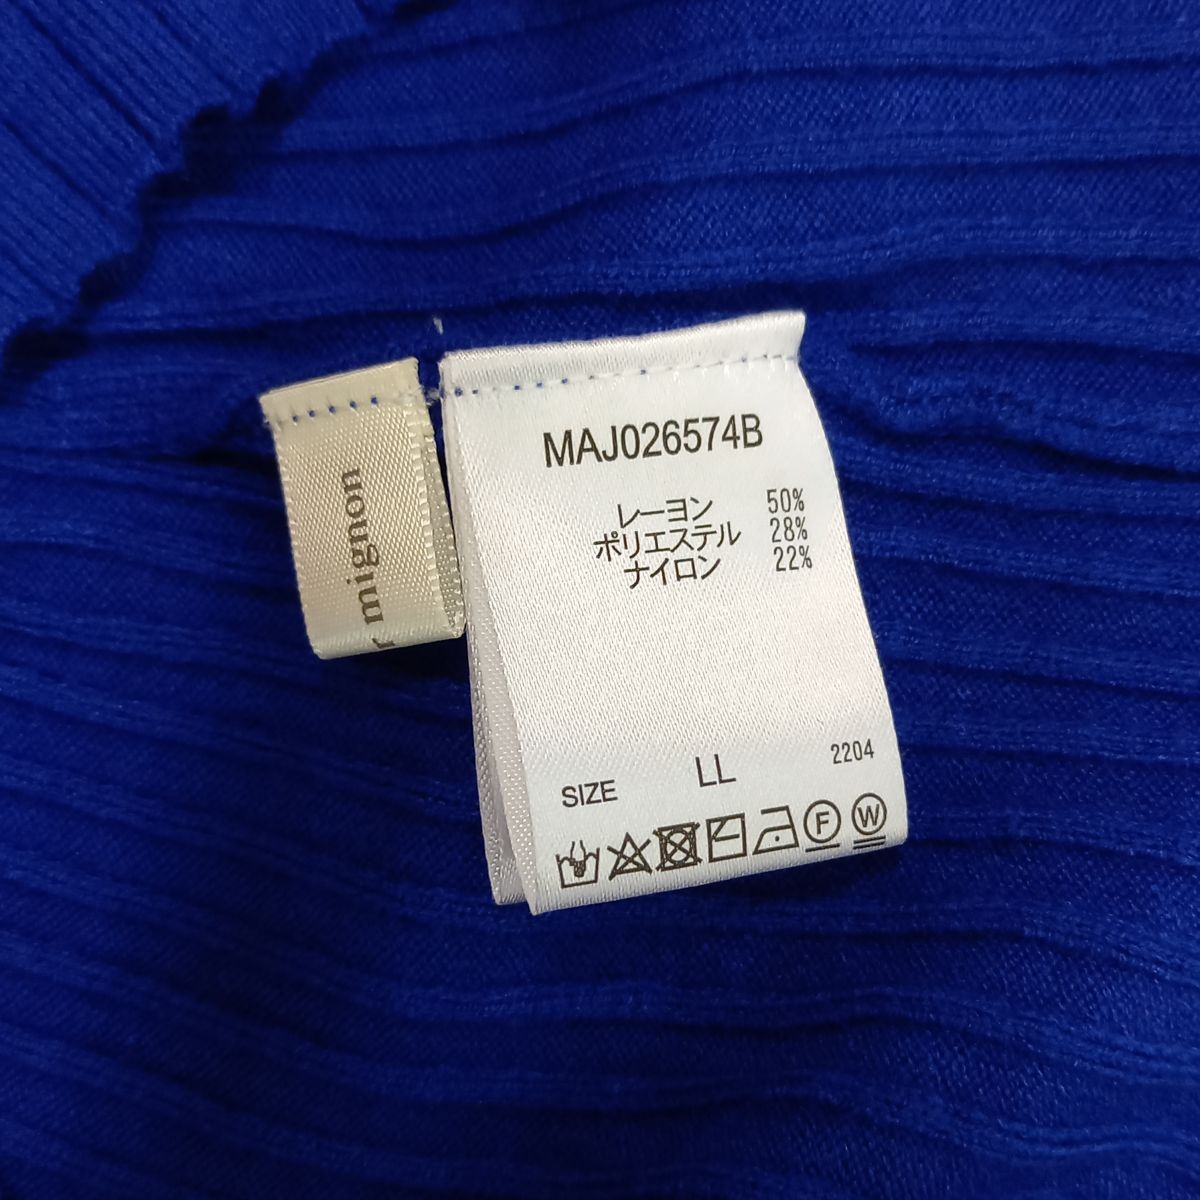 mignon
MAJ026574B
レーヨン 50%
ポリエステル 28%
ナイロン 22%
SIZE LL 2204
F W